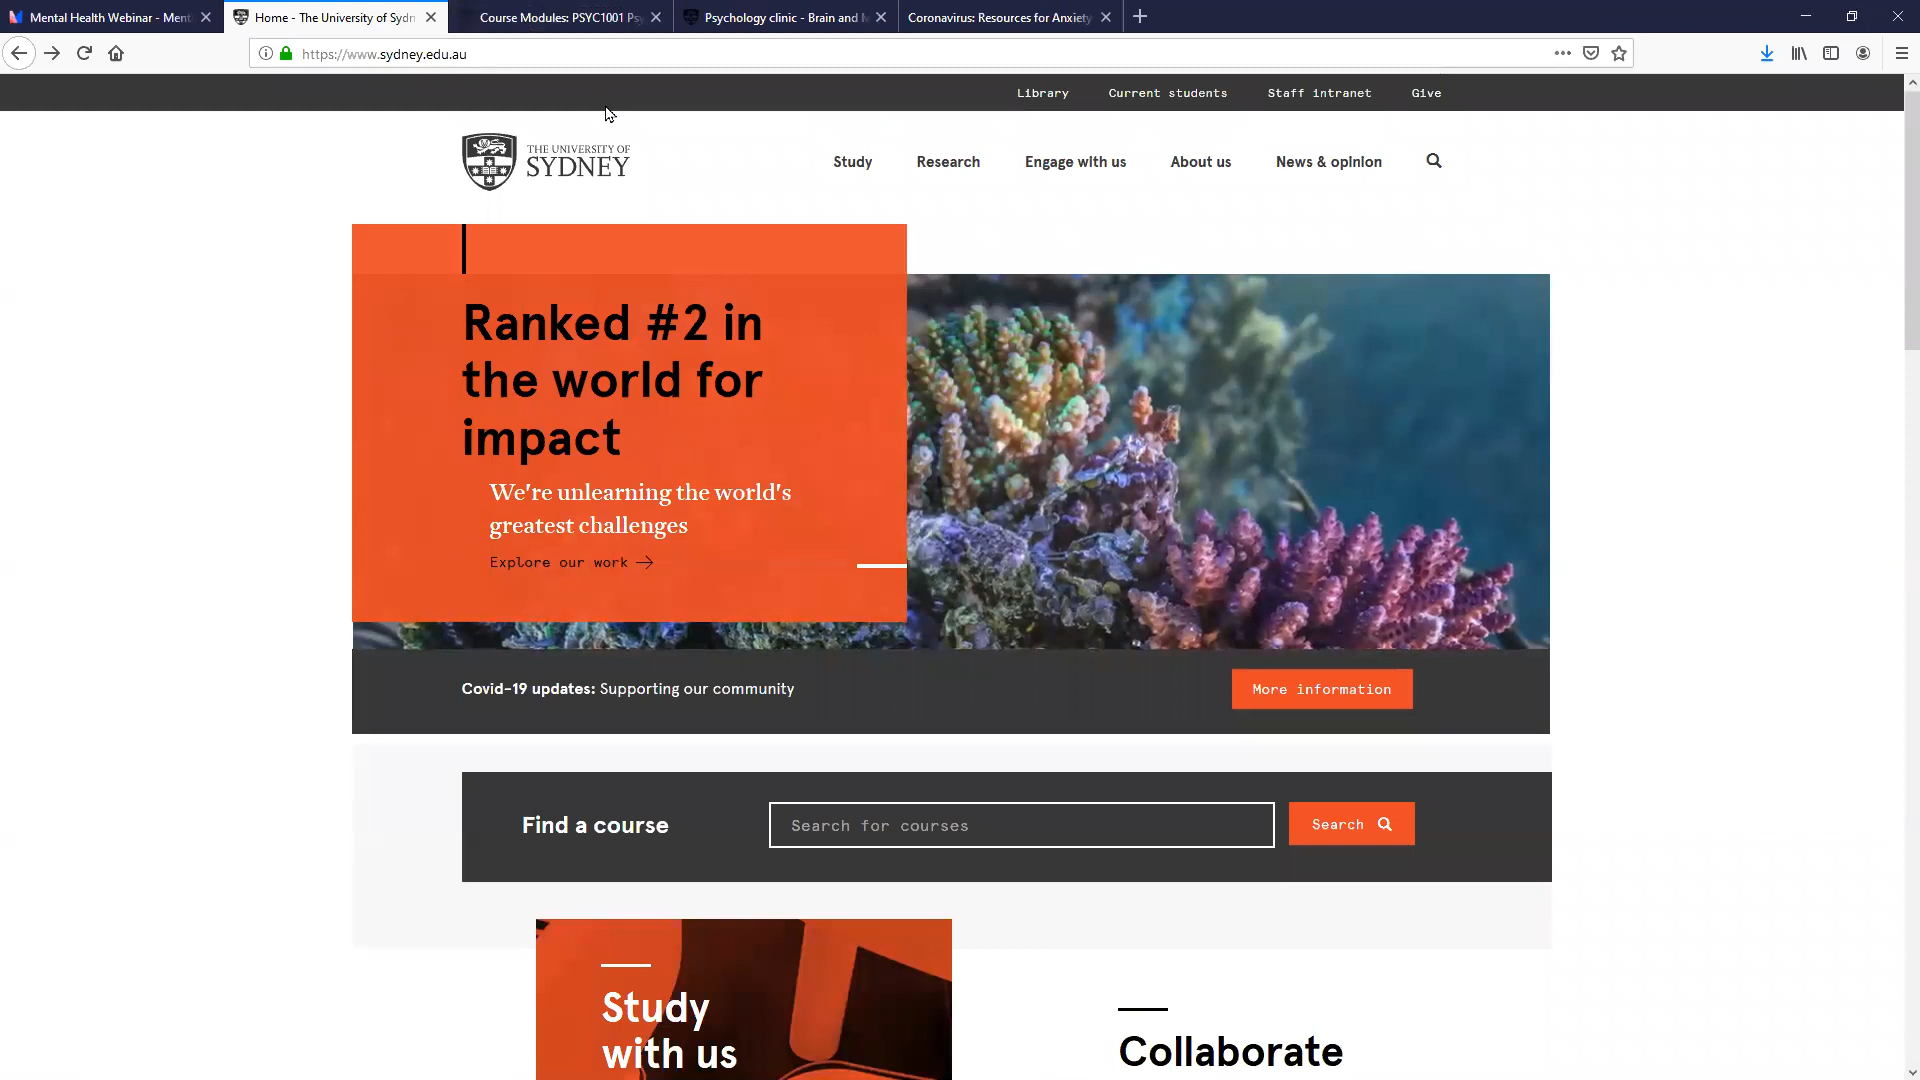 Mental Health Webinar - Ment
Home - The University of Sydn
Course Modules: PSYC1001 Psy
Psychology clinic - Brain and M
Coronavirus: Resources for Anxiety
https://www.sydney.edu.au
Library
Current students
Staff intranet
Give
THE UNIVERSITY OF
SYDNEY
Study
Research
Engage with us
About us
News & opinion
Ranked #2 in
the world for
impact
We're unlearning the world's
greatest challenges
Explore our work
Covid-19 updates: Supporting our community
More information
Find a course
Search for courses
Search
Study
with us
Collaborate